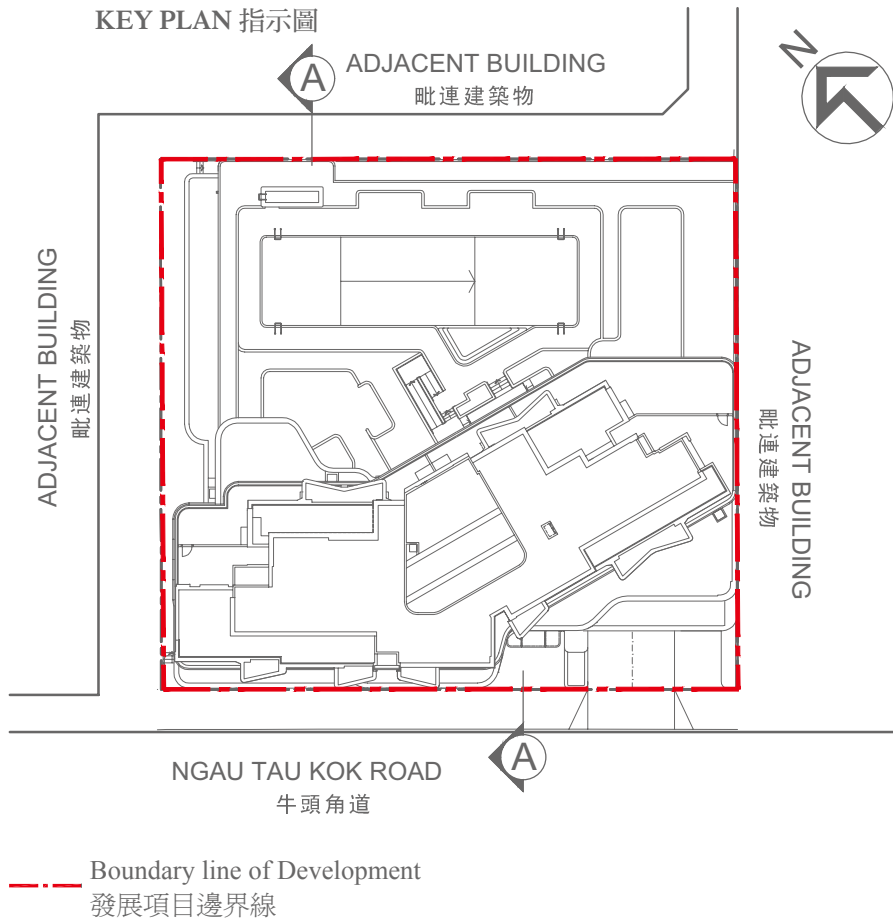 KEY PLAN 指示圖
A
ADJACENT BUILDING
毗連建築物
N
ADJACENT BUILDING
毗連建築物
ADJACENT BUILDING
毗連建築物
A
NGAU TAU KOK ROAD
牛頭角道
Boundary line of Development
發展項目邊界線